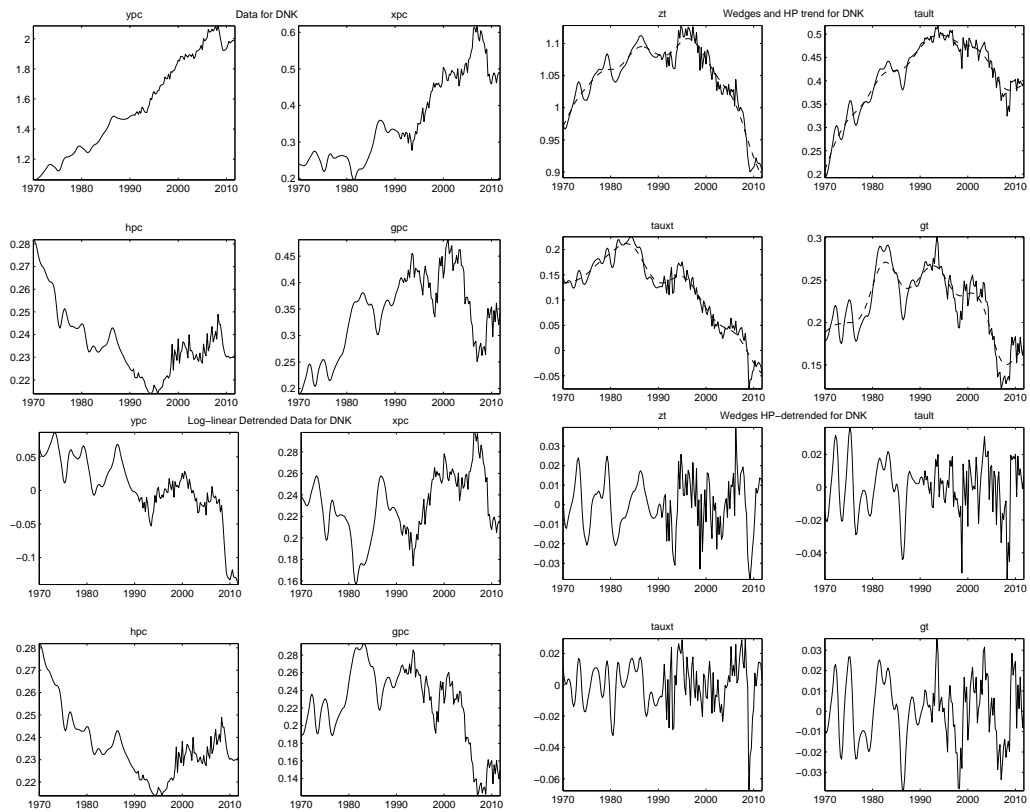 Data for DNK
ypc
2
1.8
1.6
1.4
1.2
1970 1980 1990 2000 2010
xpc
0.6
0.5
0.4
0.3
0.2
1970 1980 1990 2000 2010
hpc
0.28
0.27
0.26
0.25
0.24
0.23
0.22
1970 1980 1990 2000 2010
gpc
0.45
0.4
0.35
0.3
0.25
0.2
1970 1980 1990 2000 2010
Wedges and HP trend for DNK
zt
1.1
1.05
1
0.95
0.9
1970 1980 1990 2000 2010
tault
0.5
0.45
0.4
0.35
0.3
0.25
0.2
1970 1980 1990 2000 2010
tauxt
0.2
0.15
0.1
0.05
0
−0.05
1970 1980 1990 2000 2010
gt
0.3
0.25
0.2
0.15
1970 1980 1990 2000 2010
Log−linear Detrended Data for DNK
ypc
0.05
0
−0.05
−0.1
1970 1980 1990 2000 2010
xpc
0.28
0.26
0.24
0.22
0.2
0.18
0.16
1970 1980 1990 2000 2010
hpc
0.28
0.27
0.26
0.25
0.24
0.23
0.22
1970 1980 1990 2000 2010
gpc
0.28
0.26
0.24
0.22
0.2
0.18
0.16
0.14
1970 1980 1990 2000 2010
Wedges HP−detrended for DNK
zt
0.03
0.02
0.01
0
−0.01
−0.02
−0.03
1970 1980 1990 2000 2010
tault
0.02
0
−0.02
−0.04
1970 1980 1990 2000 2010
tauxt
0.02
0
−0.02
−0.04
−0.06
1970 1980 1990 2000 2010
gt
0.03
0.02
0.01
0
−0.01
−0.02
−0.03
1970 1980 1990 2000 2010